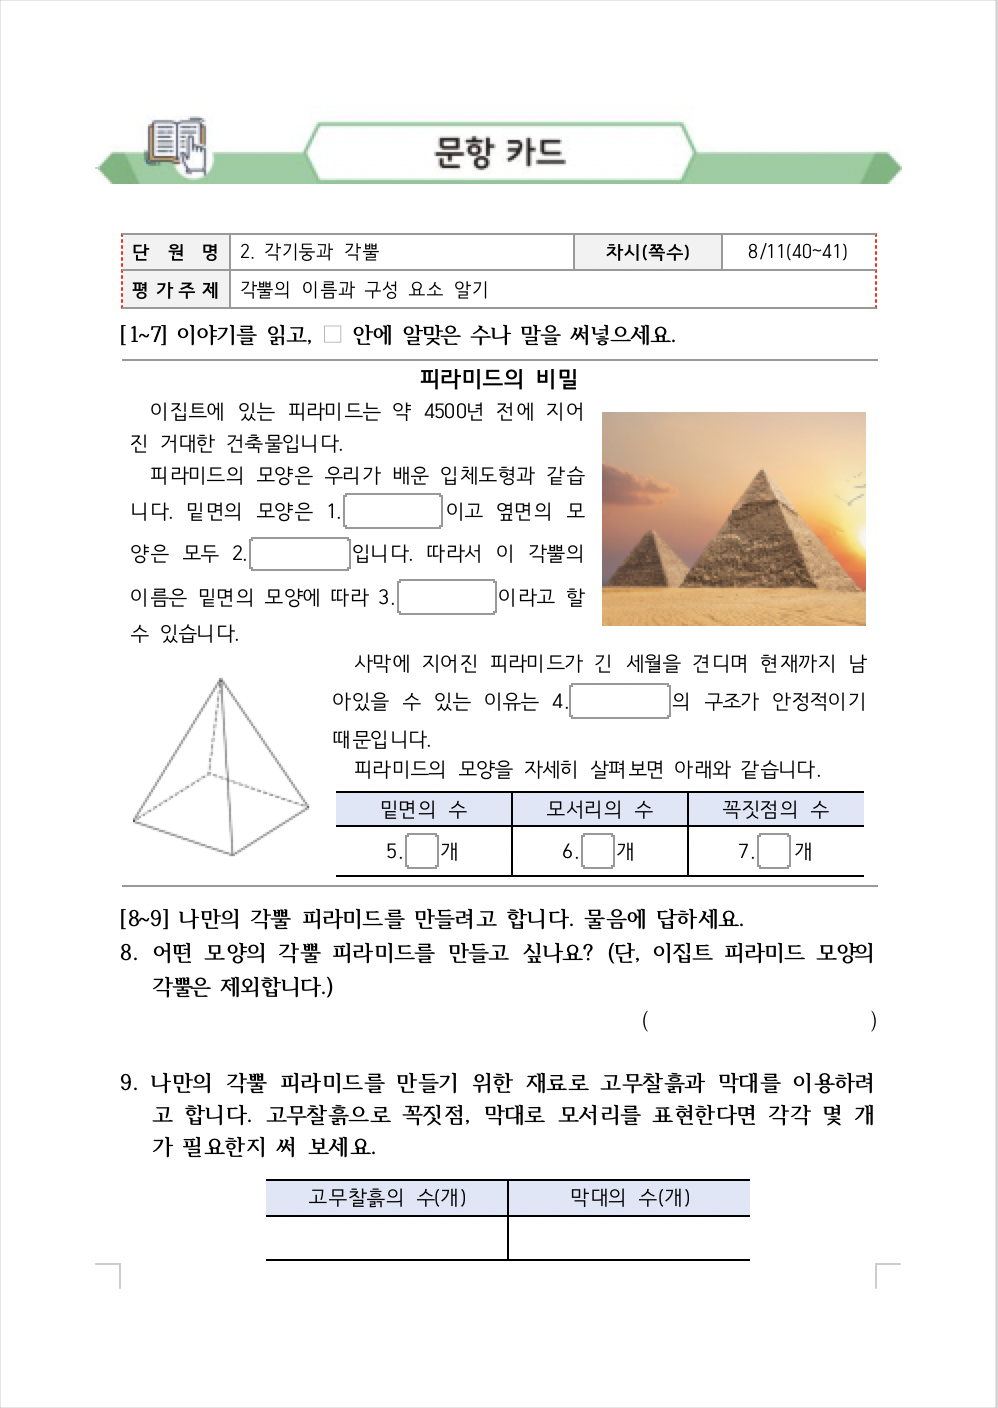 문항 카드
단 원 명 2. 각기둥과 각뿔 차시(쪽수) 8/11(40~41)
평가주제 각뿔의 이름과 구성 요소 알기
[1~7] 이야기를 읽고, □ 안에 알맞은 수나 말을 써넣으세요.
피라미드의 비밀
이집트에 있는 피라미드는 약 4500년 전에 지어
진 거대한 건축물입니다.
피라미드의 모양은 우리가 배운 입체도형과 같습
니다. 밑면의 모양은 1. 이고 옆면의 모
양은 모두 2. 입니다. 따라서 이 각뿔의
이름은 밑면의 모양에 따라 3. 이라고 할
수 있습니다.
사막에 지어진 피라미드가 긴 세월을 견디며 현재까지 남
아있을 수 있는 이유는 4. 의 구조가 안정적이기
때문입니다.
피라미드의 모양을 자세히 살펴보면 아래와 같습니다.
밑면의 수 모서리의 수 꼭짓점의 수
5. 개 6. 개 7. 개
[8~9] 나만의 각뿔 피라미드를 만들려고 합니다. 물음에 답하세요.
8. 어떤 모양의 각뿔 피라미드를 만들고 싶나요? (단, 이집트 피라미드 모양의
각뿔은 제외합니다.)
( )
9. 나만의 각뿔 피라미드를 만들기 위한 재료로 고무찰흙과 막대를 이용하려
고 합니다. 고무찰흙으로 꼭짓점, 막대로 모서리를 표현한다면 각각 몇 개
가 필요한지 써 보세요.
고무찰흙의 수(개) 막대의 수(개)